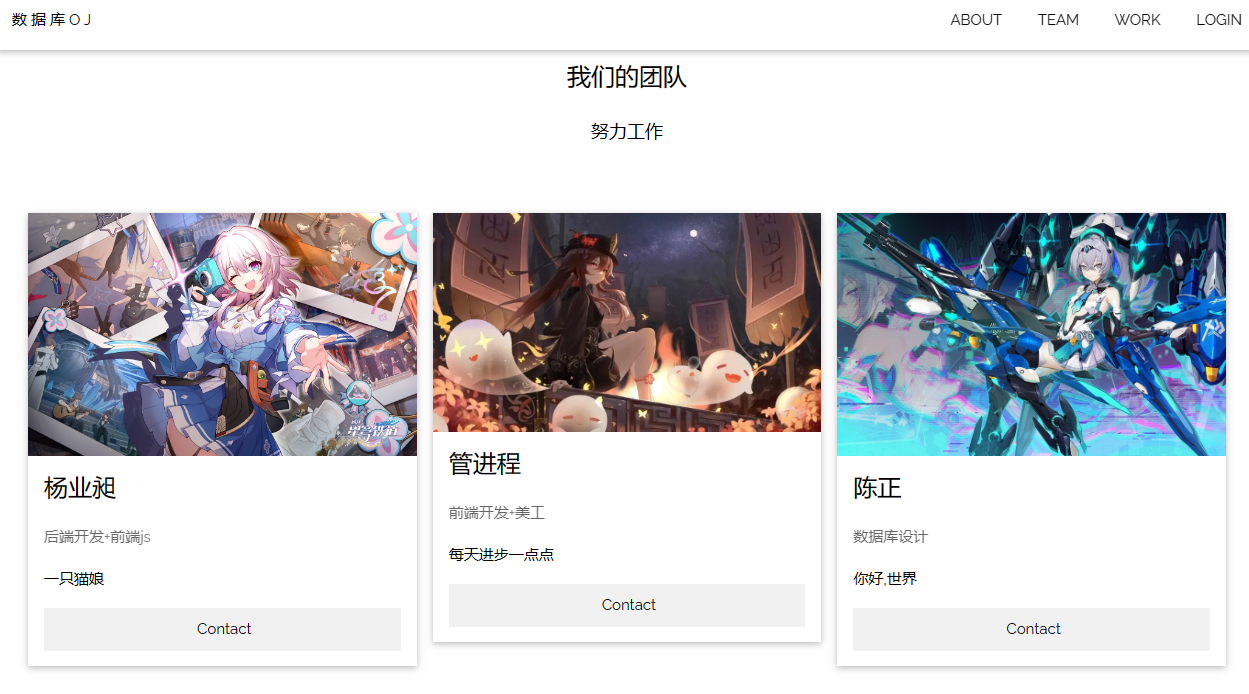 数据库OJ
ABOUT TEAM WORK LOGIN
我们的团队
努力工作
杨业昶
后端开发+前端js
一只猫娘
Contact
管进程
前端开发+美工
每天进步一点点
Contact
陈正
数据库设计
你好,世界
Contact